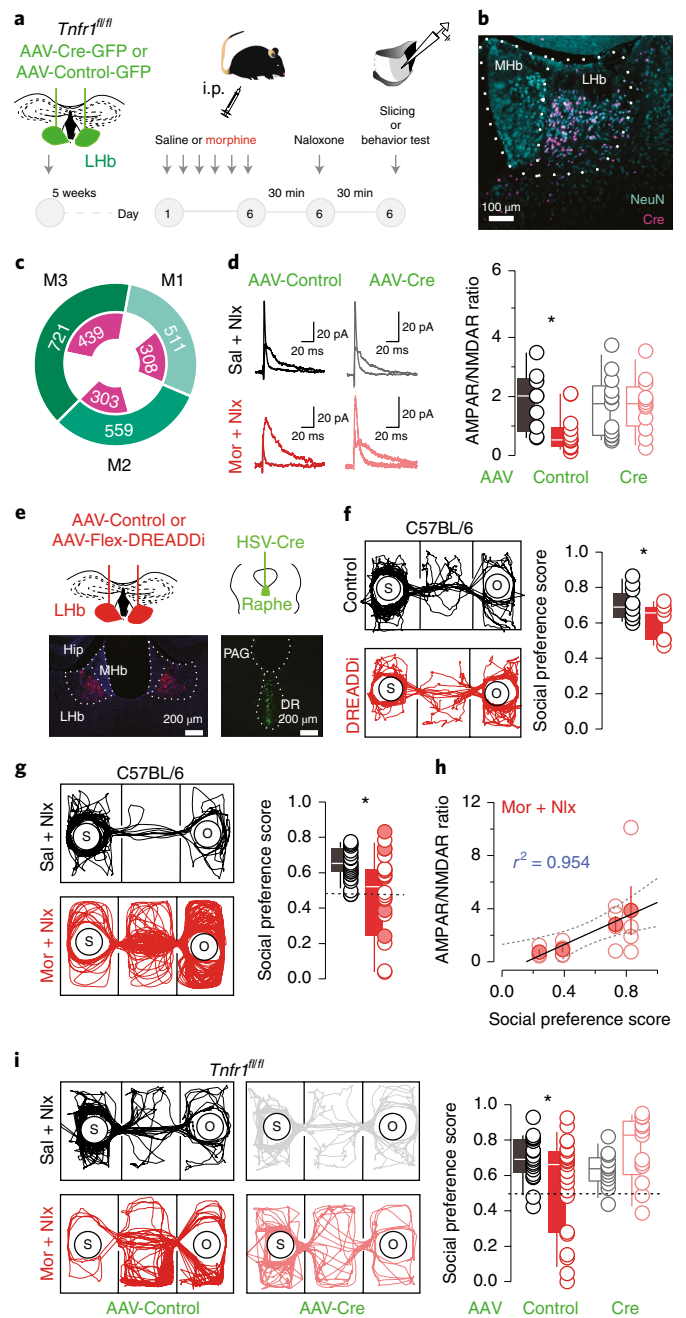 a
Tnfr1fl/fl
AAV-Cre-GFP or
AAV-Control-GFP
LHb
i.p.
Saline or morphine
Naloxone
Slicing
or
behavior test
5 weeks
Day
1
6
30 min
6
30 min
6
b
MHb
LHb
NeuN
Cre
100 μm
c
M3
M1
M2
721
511
559
439
308
303
d
AAV-Control
AAV-Cre
Sal + Nlx
20 pA
20 ms
20 pA
20 ms
Mor + Nlx
20 pA
20 ms
20 pA
20 ms
AMPAR/NMDAR ratio
6
4
2
0
*
AAV
Control
Cre
e
AAV-Control or
AAV-Flex-DREADDi
LHb
HSV-Cre
Raphe
Hip
MHb
LHb
200 μm
PAG
DR
200 μm
f
C57BL/6
Control
S
O
DREADDi
S
O
Social preference score
1.0
0.8
0.6
0.4
0.2
0.0
*
g
C57BL/6
Sal + Nlx
S
O
Mor + Nlx
S
O
Social preference score
1.0
0.8
0.6
0.4
0.2
0.0
*
h
Mor + Nlx
r2 = 0.954
AMPAR/NMDAR ratio
12
8
4
0
0.0
0.4
0.8
Social preference score
i
Tnfr1fl/fl
Sal + Nlx
S
O
S
O
Mor + Nlx
S
O
S
O
AAV-Control
AAV-Cre
Social preference score
1.0
0.8
0.6
0.4
0.2
0.0
*
AAV
Control
Cre